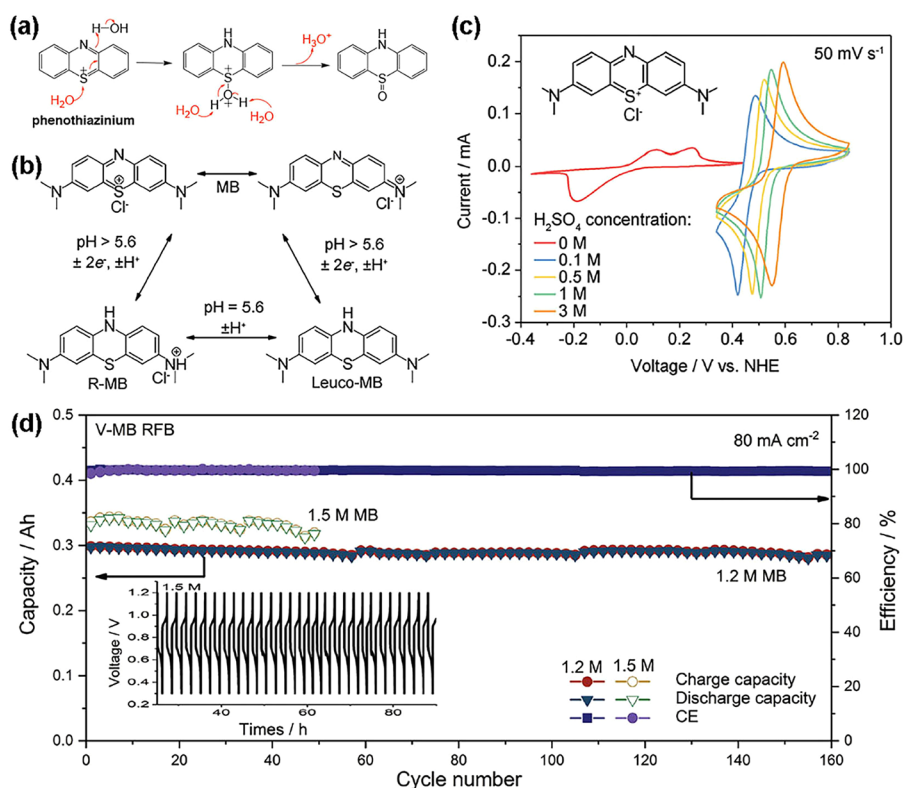 (a)
H-OH
N
S+
H2O
phenothiazinium
H
N
S
+
O
+
H
H
H2O
H2O
H3O+
H
N
S
O
(b)
N
N
S
⊕
N
Cl-
MB
N
N
S
N
⊕
Cl-
pH > 5.6
± 2e-, ±H+
pH > 5.6
± 2e-, ±H+
H
N
N
S
NH
⊕
Cl-
R-MB
pH = 5.6
±H+
H
N
N
S
N
Leuco-MB
(c)
50 mV s-1
N
N
S+
N
Cl-
H2SO4 concentration:
0 M
0.1 M
0.5 M
1 M
3 M
Current / mA
0.2
0.1
0.0
-0.1
-0.2
-0.3
-0.4 -0.2 0.0 0.2 0.4 0.6 0.8 1.0
Voltage / V vs. NHE
(d)
V-MB RFB
80 mA cm-2
1.5 M MB
1.2 M MB
Capacity / Ah
0.5
0.4
0.3
0.2
0.1
0.0
Efficiency / %
120
100
80
60
40
20
0
1.5 M
Voltage / V
1.2
1.0
0.8
0.6
0.4
0.2
40 60 80
Times / h
1.2 M 1.5 M
Charge capacity
Discharge capacity
CE
0 20 40 60 80 100 120 140 160
Cycle number